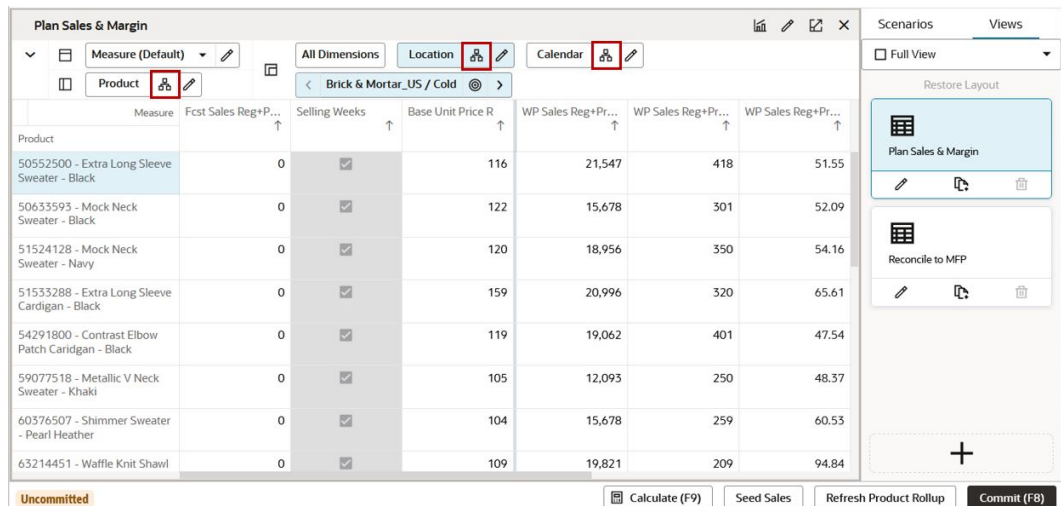 Plan Sales & Margin
Scenarios Views
Measure (Default) All Dimensions Location Calendar
Full View
Product Brick & Mortar_US / Cold
Restore Layout
Measure Fcst Sales Reg+P... Selling Weeks Base Unit Price R WP Sales Reg+Pr... WP Sales Reg+Pr... WP Sales Reg+Pr...
Product
50552500 - Extra Long Sleeve
Sweater - Black
0 116 21,547 418 51.55
50633593 - Mock Neck
Sweater - Black
0 122 15,678 301 52.09
51524128 - Mock Neck
Sweater - Navy
0 120 18,956 350 54.16
51533288 - Extra Long Sleeve
Cardigan - Black
0 159 20,996 320 65.61
54291800 - Contrast Elbow
Patch Caridgan - Black
0 119 19,062 401 47.54
59077518 - Metallic V Neck
Sweater - Khaki
0 105 12,093 250 48.37
60376507 - Shimmer Sweater
- Pearl Heather
0 104 15,678 259 60.53
63214451 - Waffle Knit Shawl
0 109 19,821 209 94.84
Plan Sales & Margin
Reconcile to MFP
Uncommitted Calculate (F9) Seed Sales Refresh Product Rollup Commit (F8)